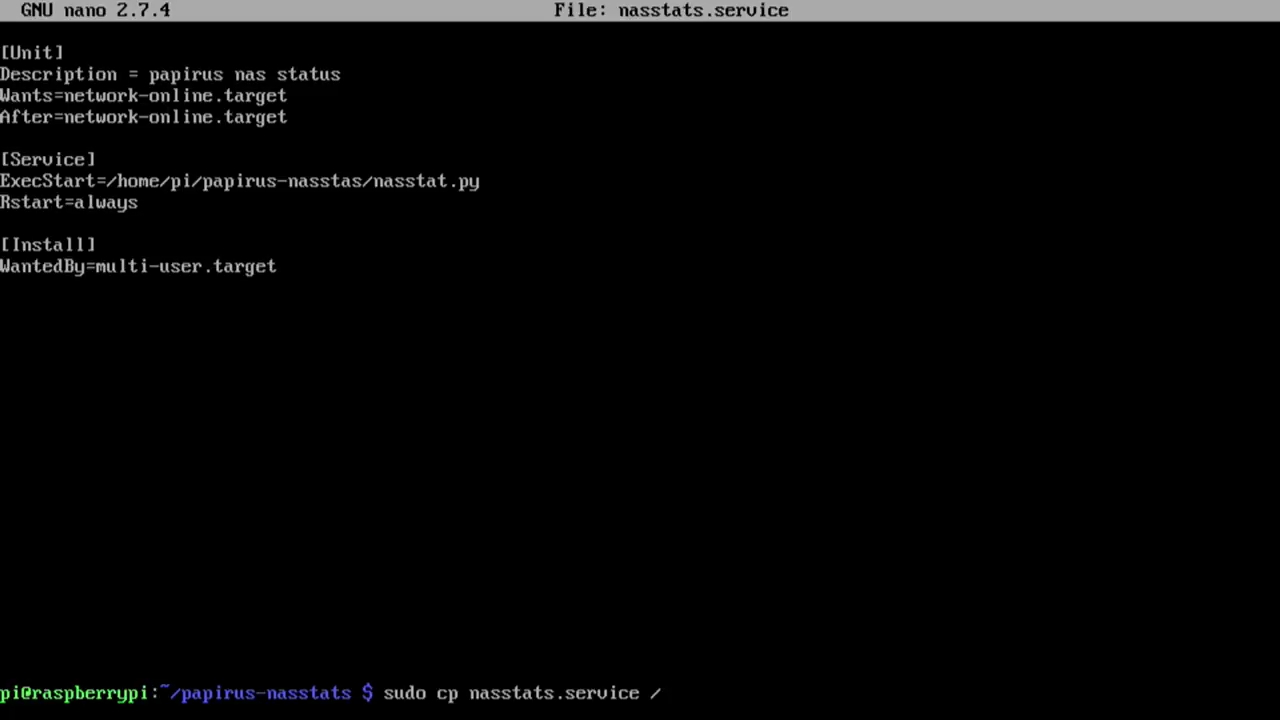 GNU nano 2.7.4 File: nasstats.service
[Unit]
Description = papirus nas status
Wants=network-online.target
After=network-online.target
[Service]
ExecStart=/home/pi/papirus-nasstas/nasstat.py
Rstart=always
[Install]
WantedBy=multi-user.target
pi@raspberrypi:~/papirus-nasstats $ sudo cp nasstats.service /